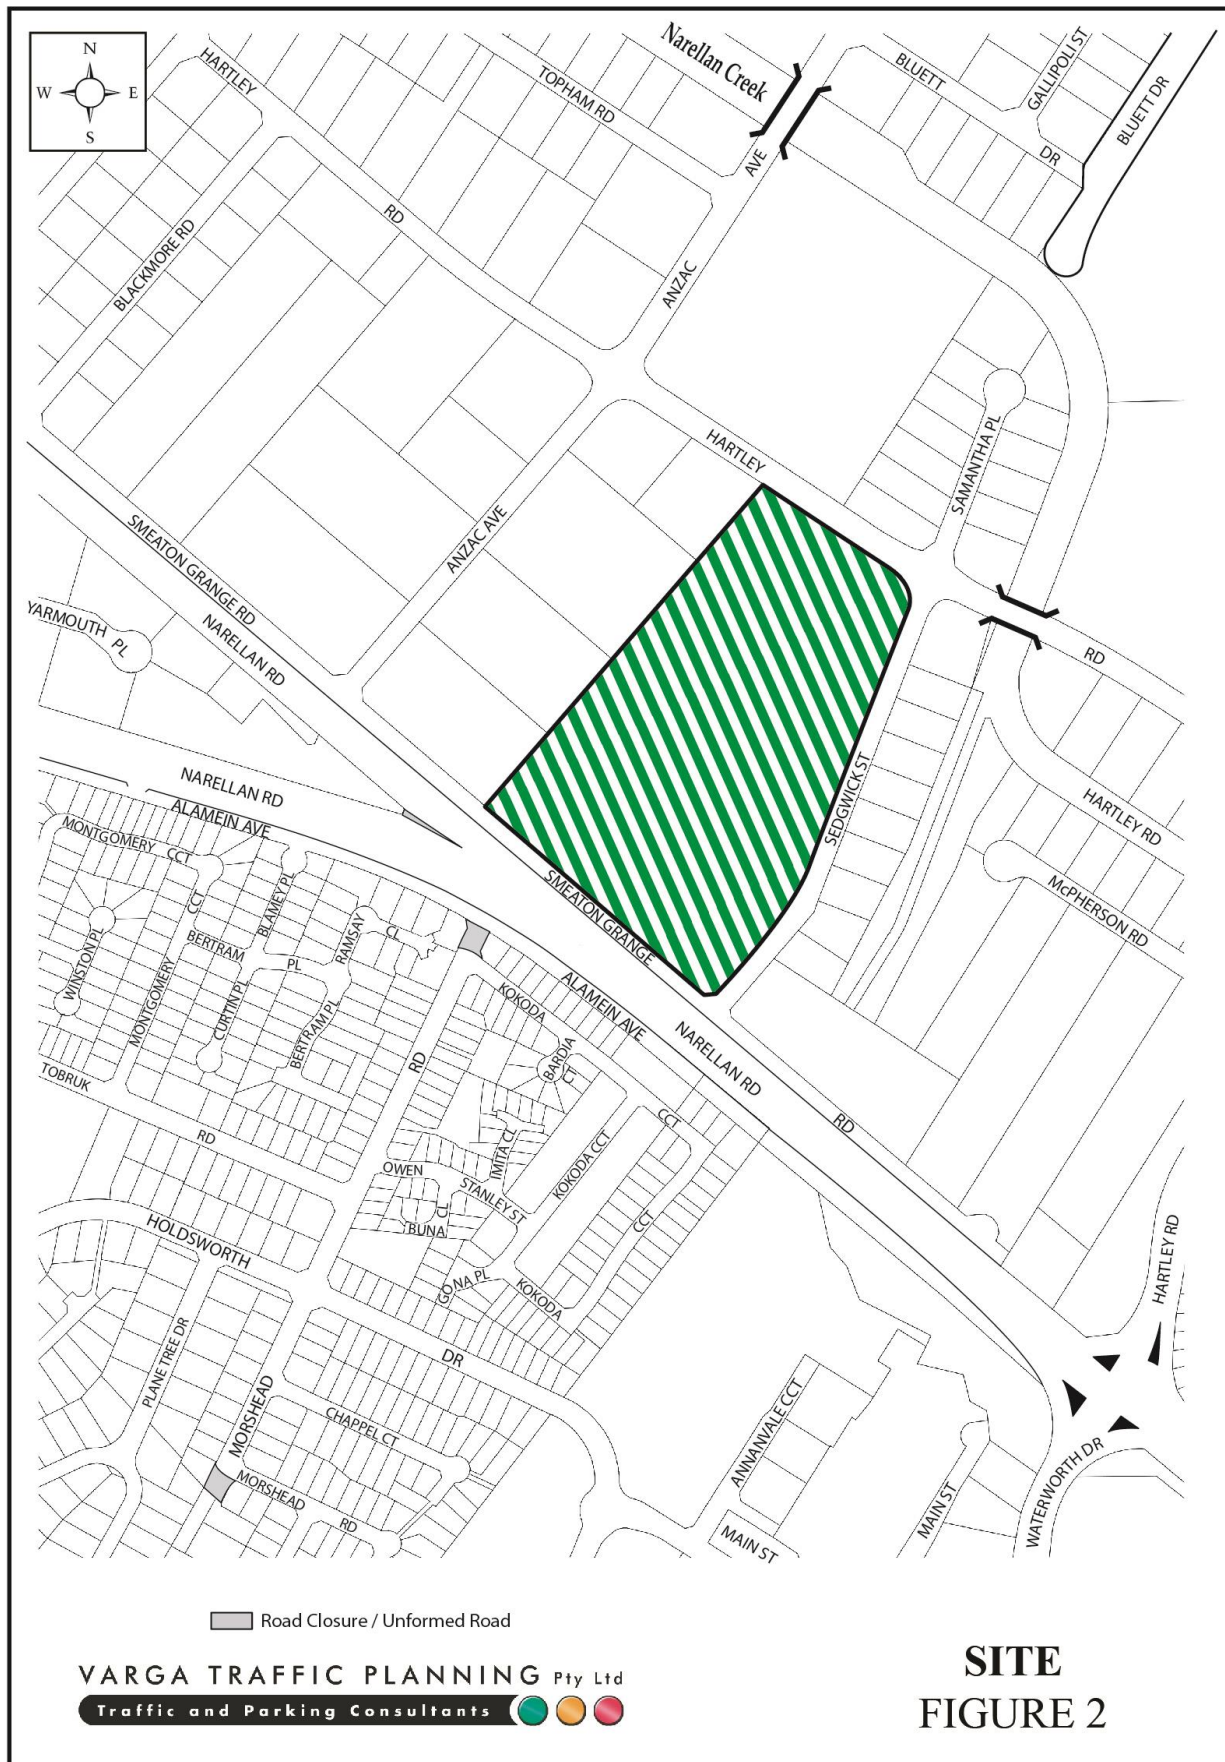 N
W E
S
Narellan Creek
HARTLEY
TOPHAM RD
BLUETT
GALLIPOLI ST
BLUETT DR
DR
AVE
RD
BLACKMORE RD
ANZAC
HARTLEY
SAMANTHA PL
ANZAC AVE
SMEATON GRANGE RD
NARELLAN RD
YARMOUTH PL
RD
SEDGWICK ST
HARTLEY RD
McPHERSON RD
NARELLAN RD
ALAMEIN AVE
MONTGOMERY CCT
CCT
BLAMEY PL
RAMSAY
CL
SMEATON GRANGE
WINSTON PL
BERTRAM
PL
MONTGOMERY
CURTIN PL
BERTRAM PL
KOKODA
ALAMEIN AVE
NARELLAN RD
RD
BARDIA
CT
TOBRUK
RD
CCT
RD
IMITA CL
OWEN
STANLEY ST
KOKODA CCT
CL
BUNA
CCT
HOLDSWORTH
GONA PL
KOKODA
HARTLEY RD
PLANE TREE DR
DR
MORSHEAD
CHAPPEL CT
ANNANVALE CCT
MORSHEAD
RD
MAIN ST
MAIN ST
WATERWORTH DR
Road Closure / Unformed Road
VARGA TRAFFIC PLANNING Pty Ltd
Traffic and Parking Consultants
SITE
FIGURE 2